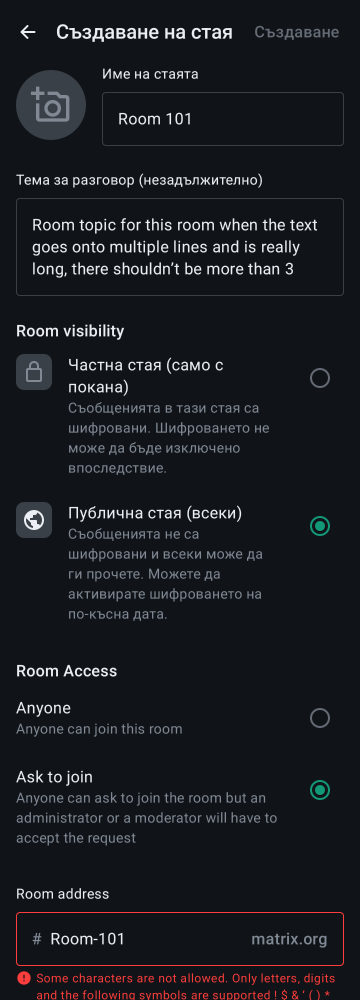 Създаване на стая
Създаване
Име на стаята
Room 101
Тема за разговор (незадължително)
Room topic for this room when the text
goes onto multiple lines and is really
long, there shouldn’t be more than 3
Room visibility
Частна стая (само с
покана)
Съобщенията в тази стая са
шифровани. Шифроването не
може да бъде изключено
впоследствие.
Публична стая (всеки)
Съобщенията не са
шифровани и всеки може да
ги прочете. Можете да
активирате шифроването на
по-късна дата.
Room Access
Anyone
Anyone can join this room
Ask to join
Anyone can ask to join the room but an
administrator or a moderator will have to
accept the request
Room address
# Room-101 matrix.org
Some characters are not allowed. Only letters, digits
and the following symbols are supported ! $ & ‘ ( ) *